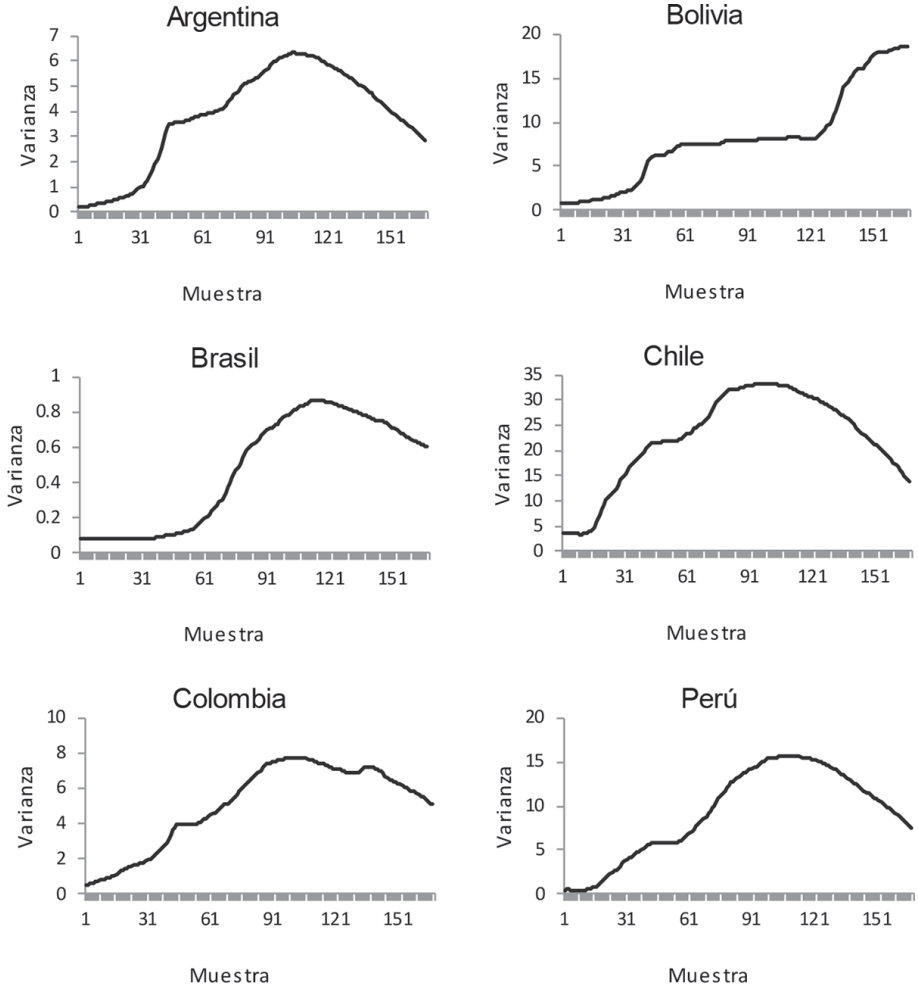 Argentina
7
6
5
4
3
2
1
0
Varianza
1 31 61 91 121 151
Muestra
Bolivia
20
15
10
5
0
Varianza
1 31 61 91 121 151
Muestra
Brasil
1
0.8
0.6
0.4
0.2
0
Varianza
1 31 61 91 121 151
Muestra
Chile
35
30
25
20
15
10
5
0
Varianza
1 31 61 91 121 151
Muestra
Colombia
10
8
6
4
2
0
Varianza
1 31 61 91 121 151
Muestra
Perú
20
15
10
5
0
Varianza
1 31 61 91 121 151
Muestra